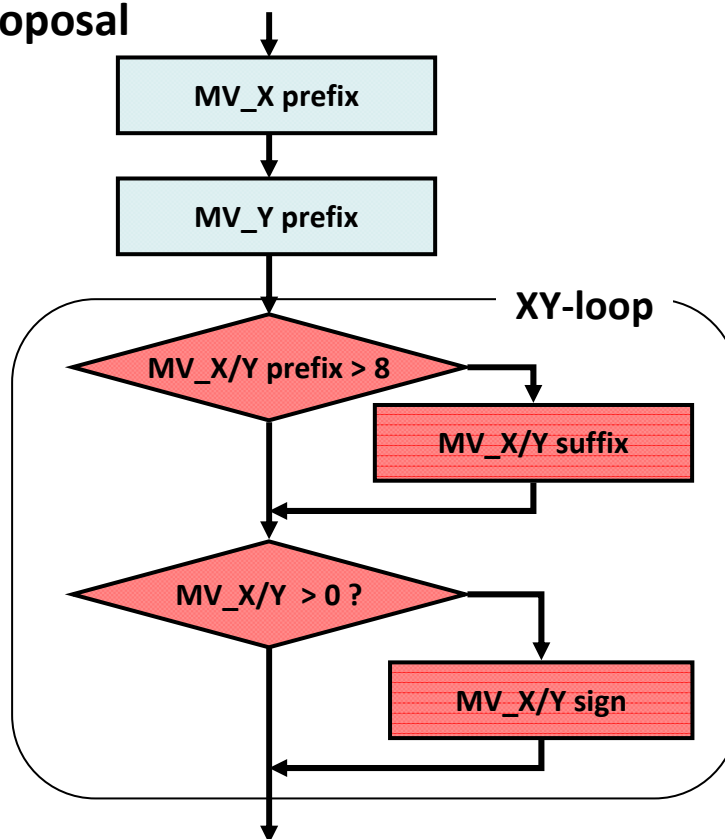 oposal
MV_X prefix
MV_Y prefix
XY-loop
MV_X/Y prefix > 8
MV_X/Y suffix
MV_X/Y > 0 ?
MV_X/Y sign